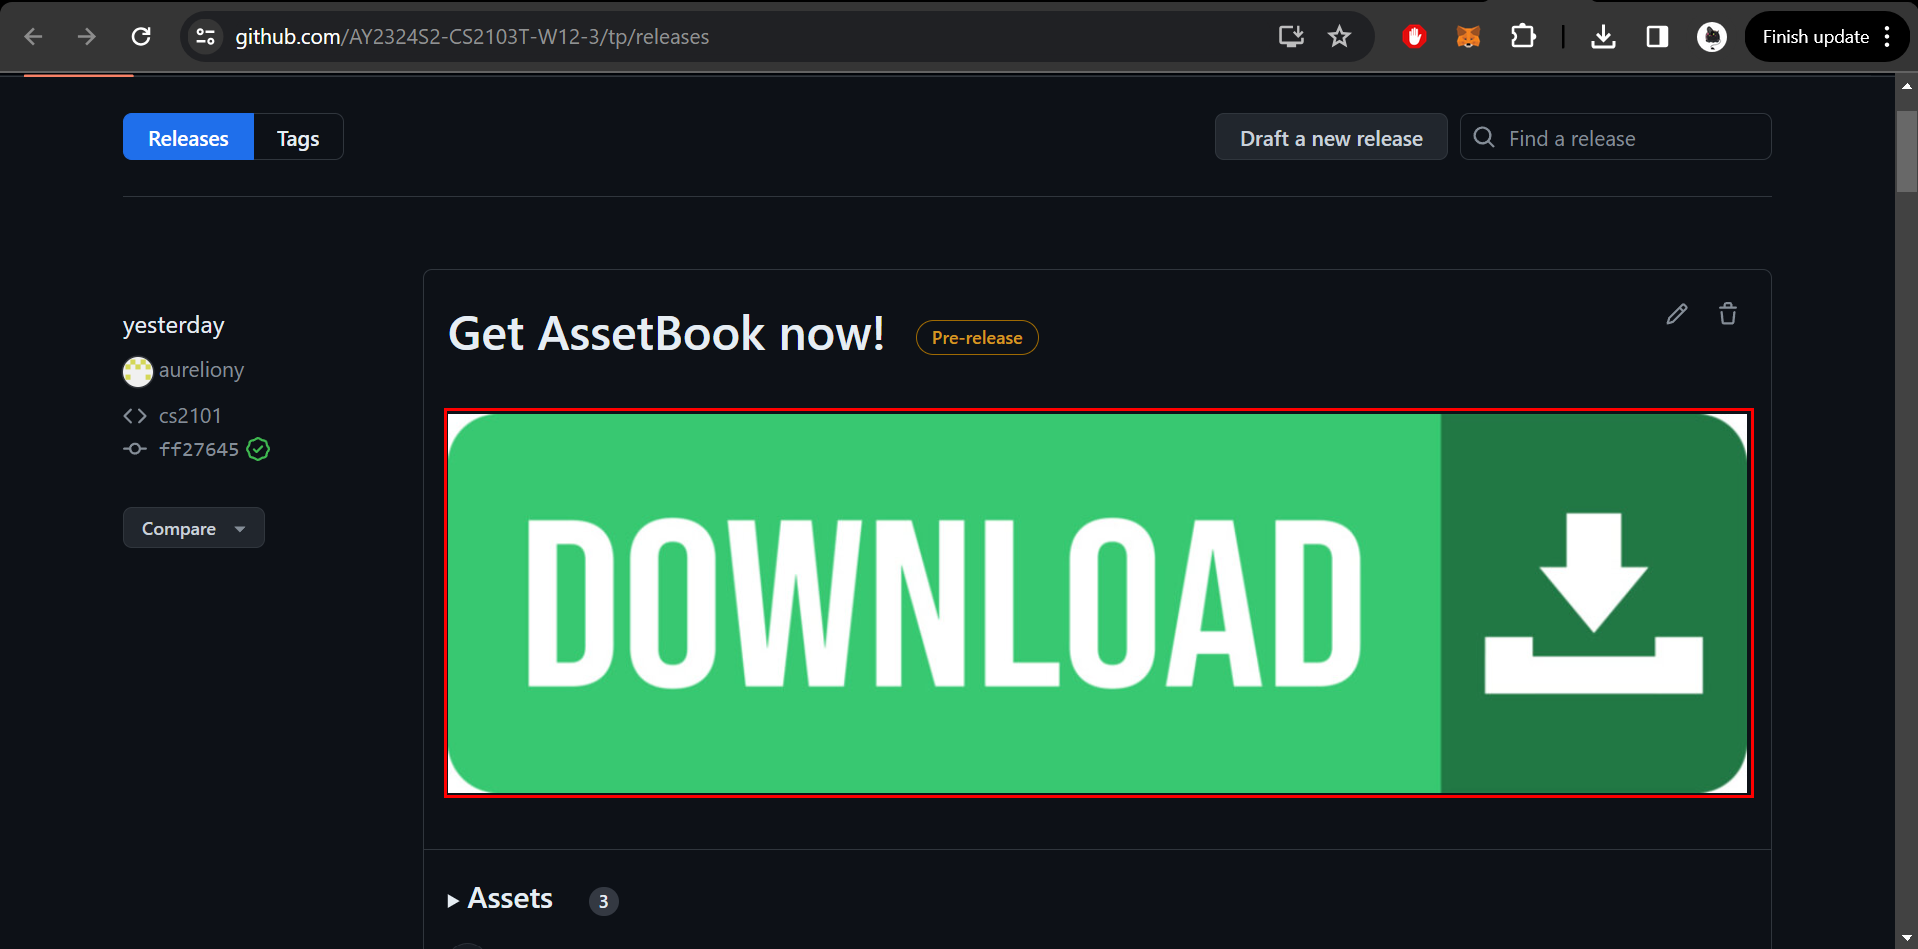 github.com/AY2324S2-CS2103T-W12-3/tp/releases
Finish update
Releases
Tags
Draft a new release
Find a release
yesterday
aureliony
cs2101
ff27645
Compare
Get AssetBook now!
Pre-release
DOWNLOAD
Assets 3